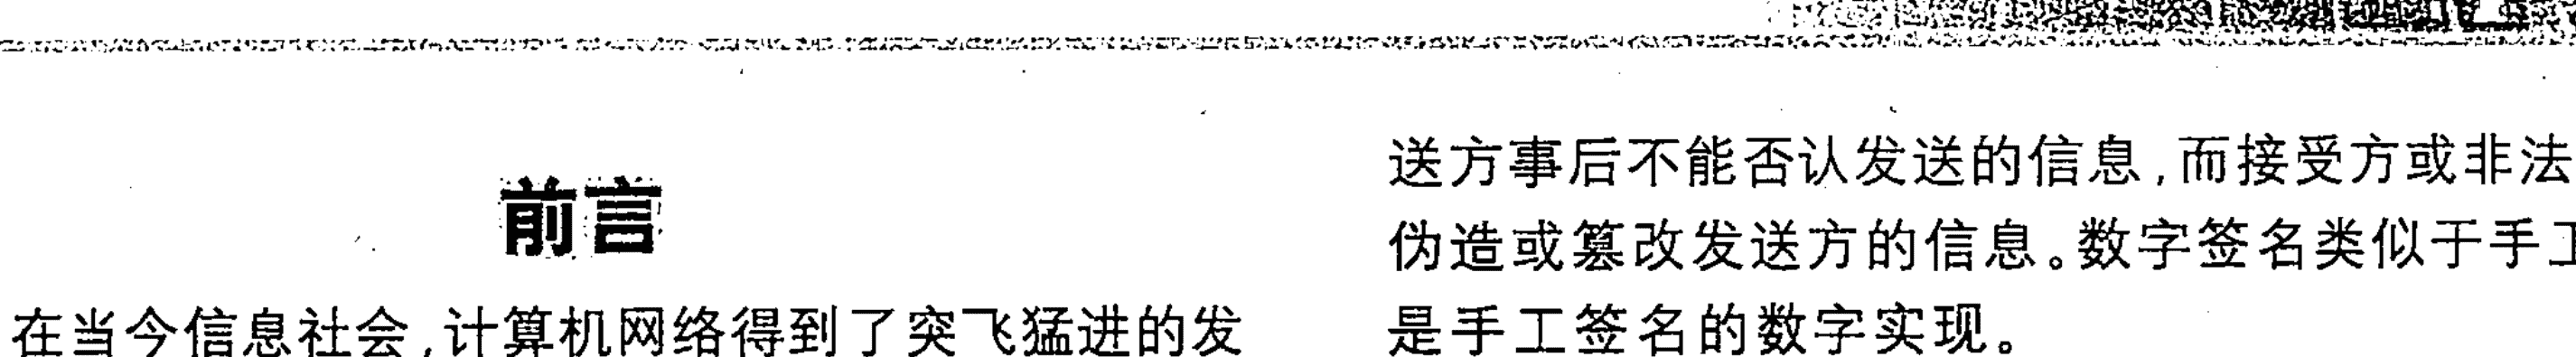 前言
在当今信息社会,计算机网络得到了突飞猛进的发
送方事后不能否认发送的信息,而接受方或非法
伪造或篡改发送方的信息。数字签名类似于手工
是手工签名的数字实现。